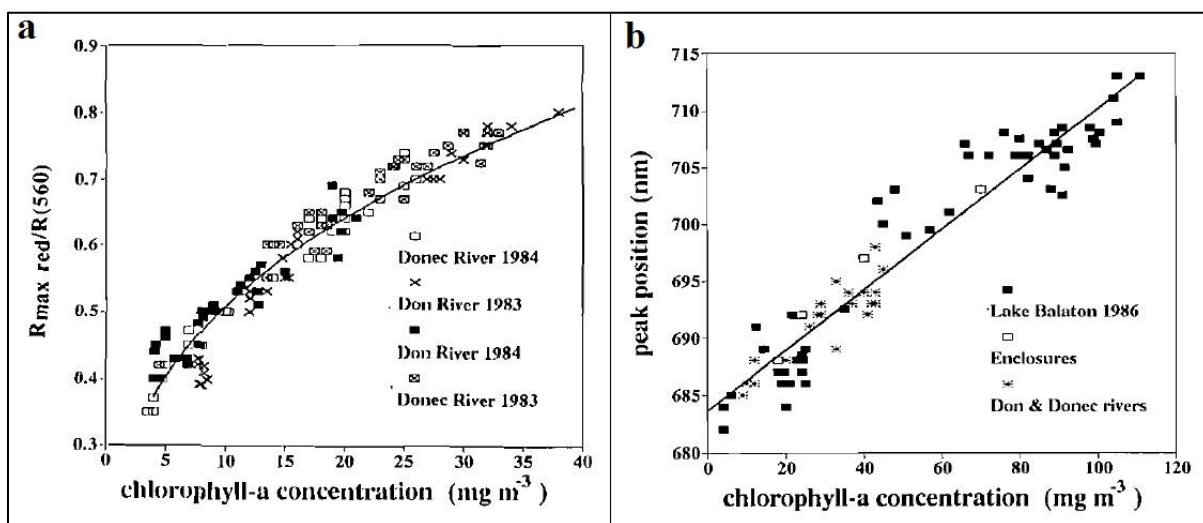 a
Rmax red/R(560)
0.9
0.8
0.7
0.6
0.5
0.4
0.3
0
5
10
15
20
25
30
35
40
chlorophyll-a concentration (mg m⁻³)
Donec River 1984
Don River 1983
Don River 1984
Donec River 1983
b
peak position (nm)
715
710
705
700
695
690
685
680
0
20
40
60
80
100
120
chlorophyll-a concentration (mg m⁻³)
Lake Balaton 1986
Enclosures
Don & Donec rivers